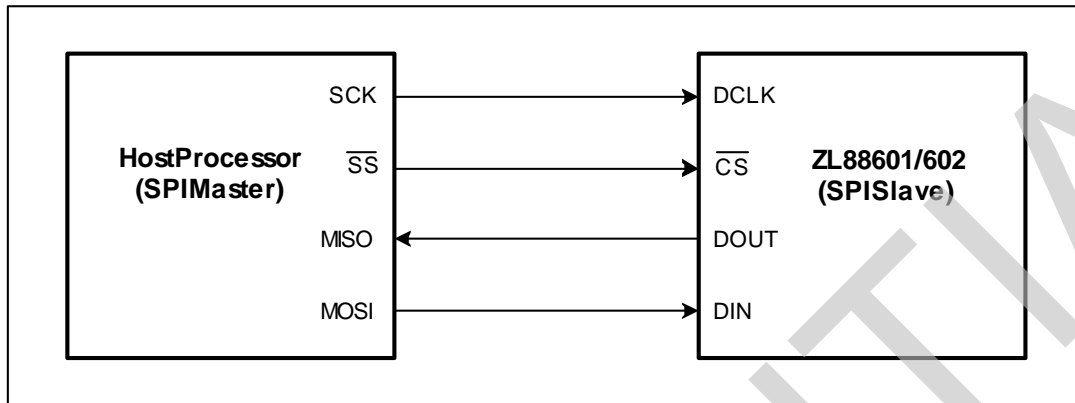 HostProcessor
(SPIMaster)
SCK
SS
MISO
MOSI
DCLK
CS
DOUT
DIN
ZL88601/602
(SPISlave)